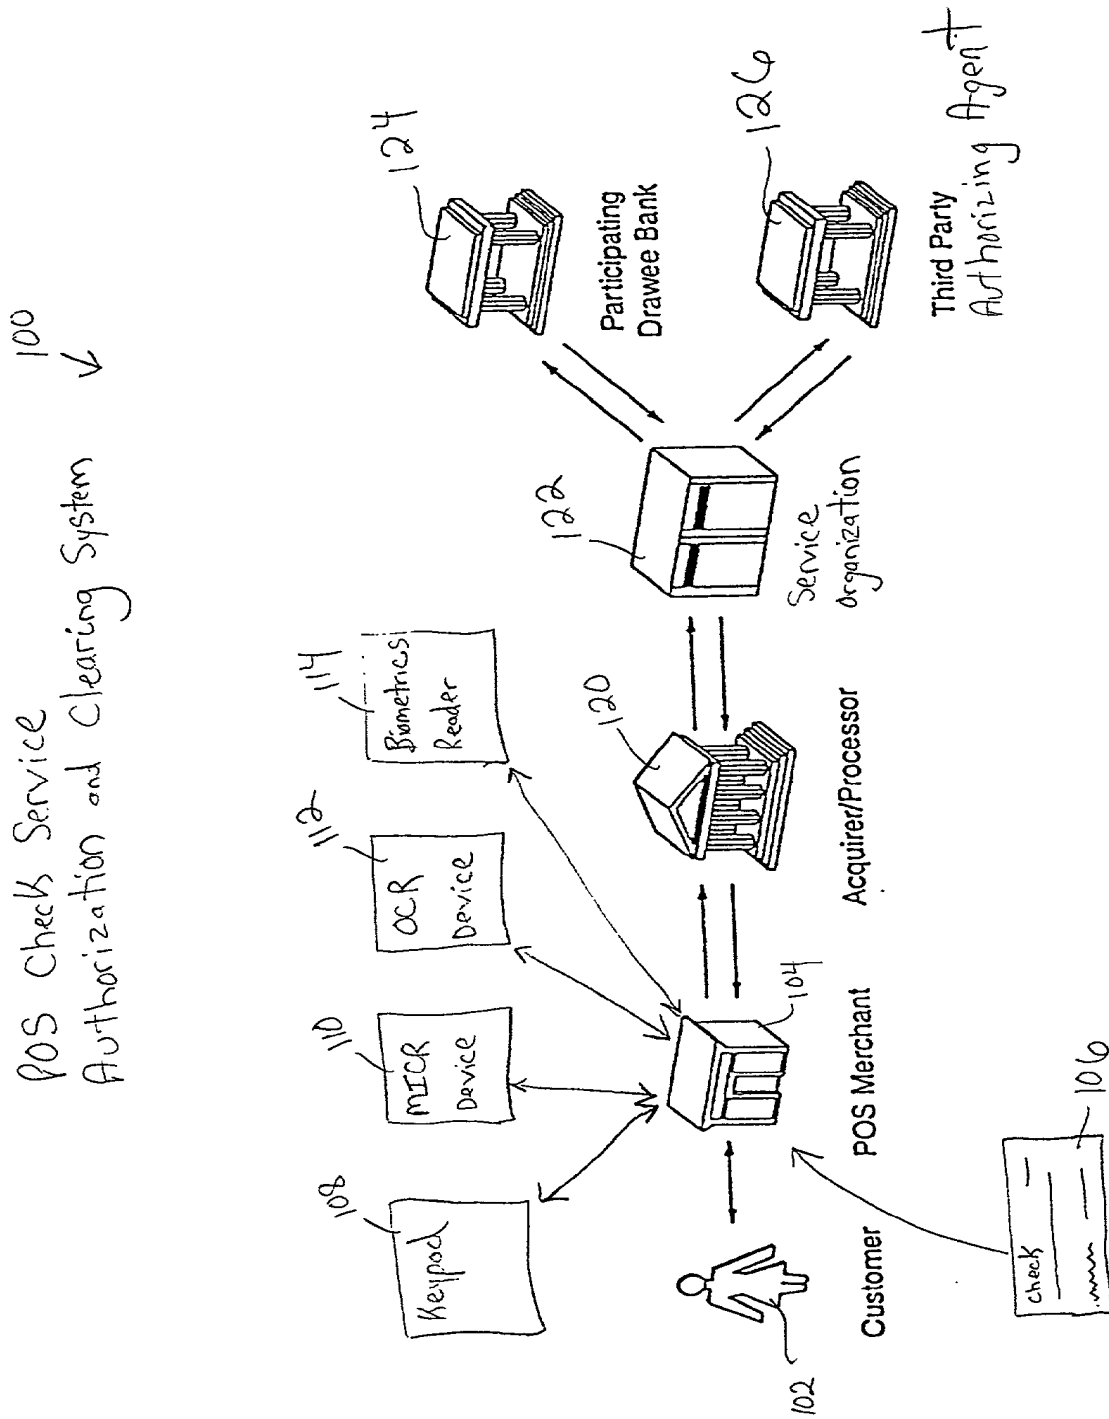 POS Check Service
Authorization and Clearing System
100
108
Keypad
110
MICR
Device
112
OCR
Device
114
Biometrics
Reader
102
Customer
104
POS Merchant
check
106
120
Acquirer/Processor
122
Service
Organization
124
Participating
Drawee Bank
126
Third Party
Authorizing Agent